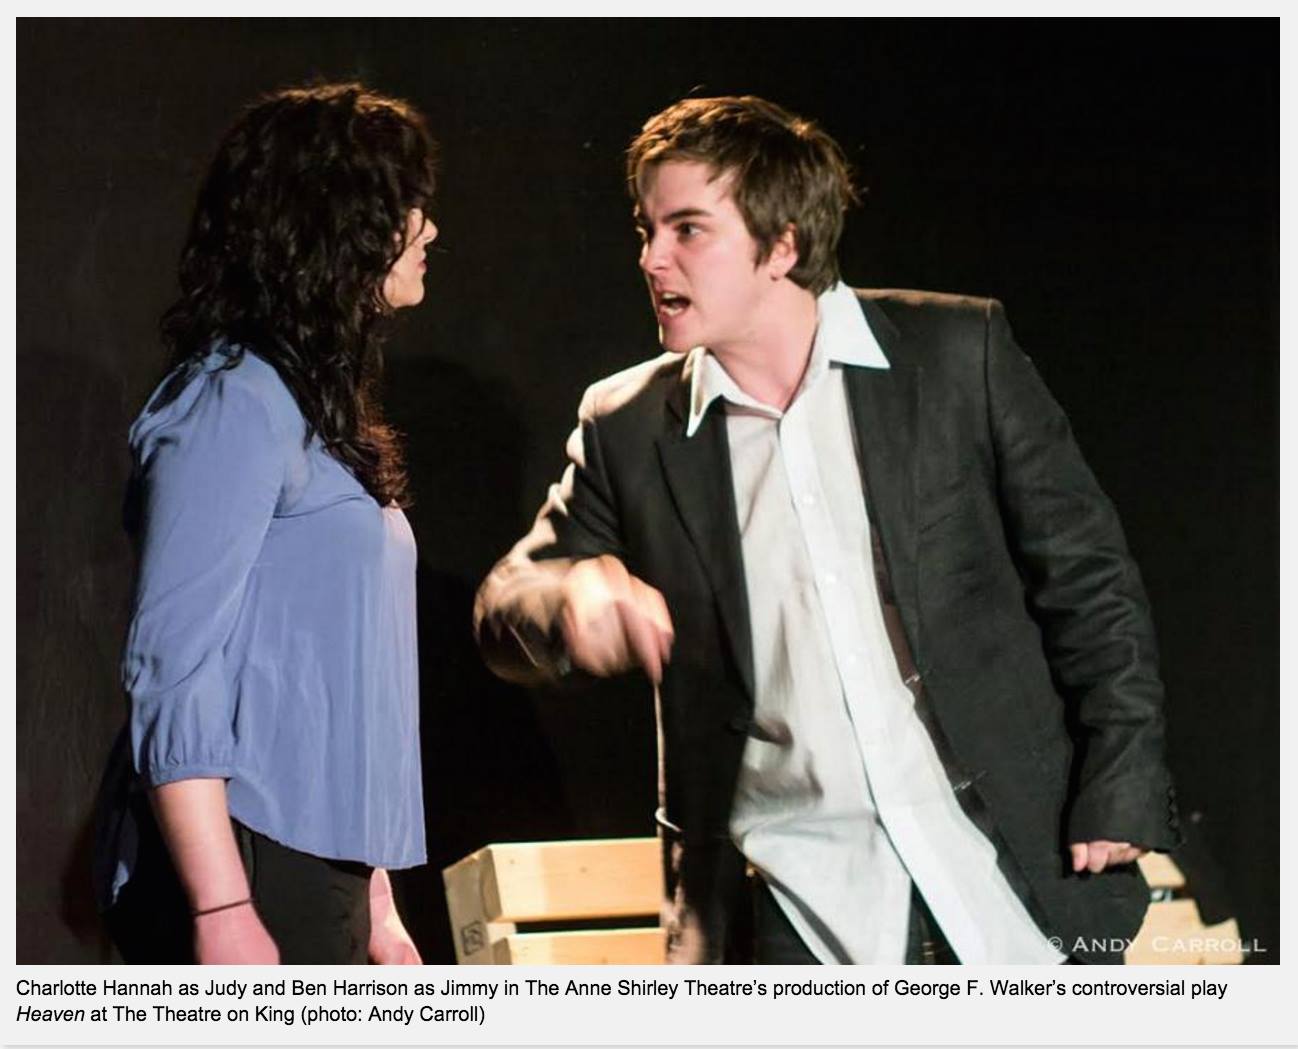 © ANDY CARROLL
Charlotte Hannah as Judy and Ben Harrison as Jimmy in The Anne Shirley Theatre’s production of George F. Walker’s controversial play
Heaven at The Theatre on King (photo: Andy Carroll)